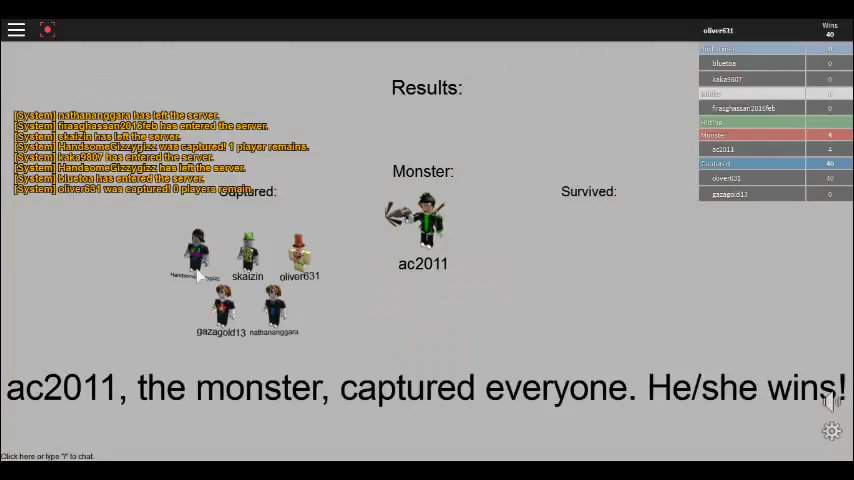 oliver631
Wins
40
Results:
[System] nathananggara has left the server.
[System] firasghassan2016feb has entered the server.
[System] skaizin has left the server.
[System] HandsomeGizzygizz was captured! 1 player remains.
[System] kaka9807 has entered the server.
[System] HandsomeGizzygizz has left the server.
[System] bluetoa has entered the server.
[System] oliver631 was captured! 0 players remain.
0
bluetoa 0
kaka9807 0
firasghassan2016feb 0
Hiding
Monster 4
ac2011 4
Captured 40
oliver631 40
gazagold13 0
Captured:
Monster:
Survived:
skaizin
oliver631
gazagold13
nathananggara
ac2011
ac2011, the monster, captured everyone. He/she wins!
Click here or type "/" to chat.